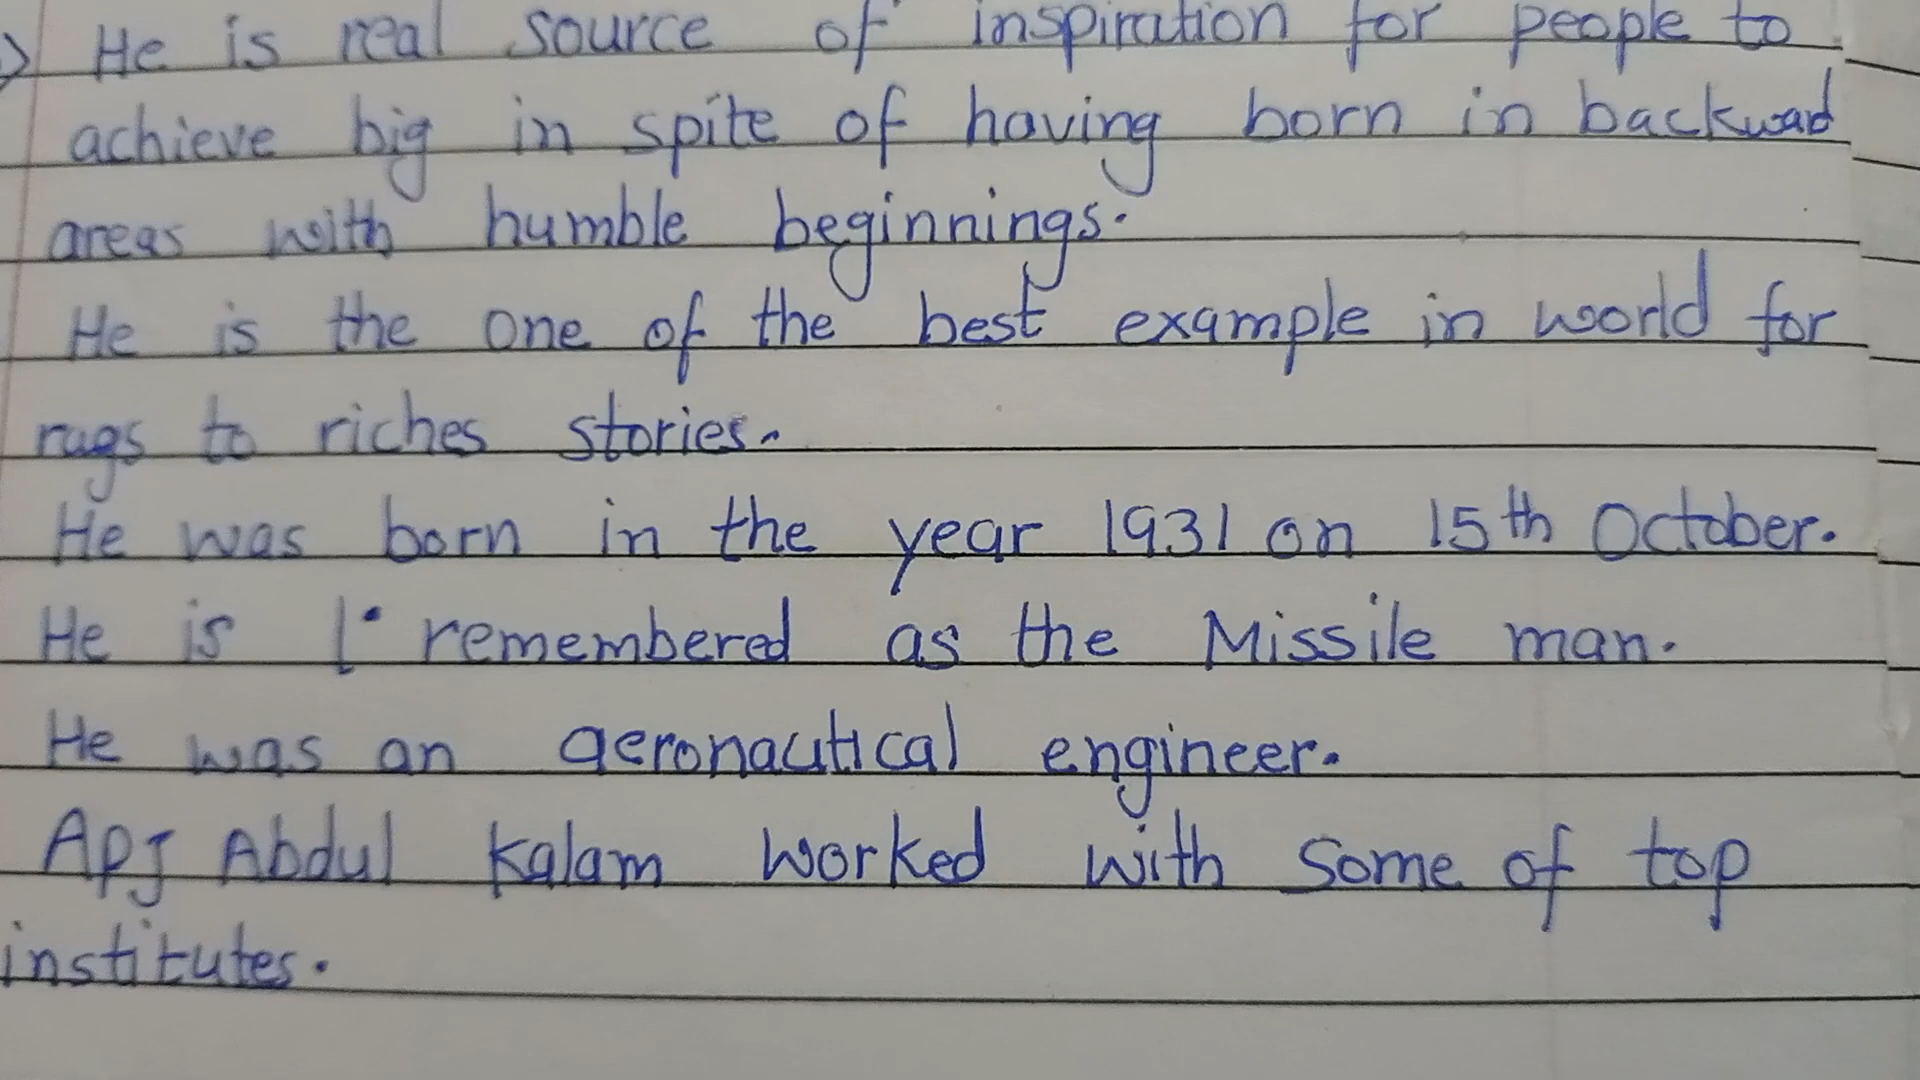 He is real source of inspiration for people to
achieve big in spite of having born in backwad
areas with humble beginnings.
He is the one of the best example in world for
rags to riches stories.
He was born in the year 1931 on 15th October.
He is remembered as the Missile man.
He was an aeronautical engineer.
APJ Abdul Kalam worked with some of top
institutes.